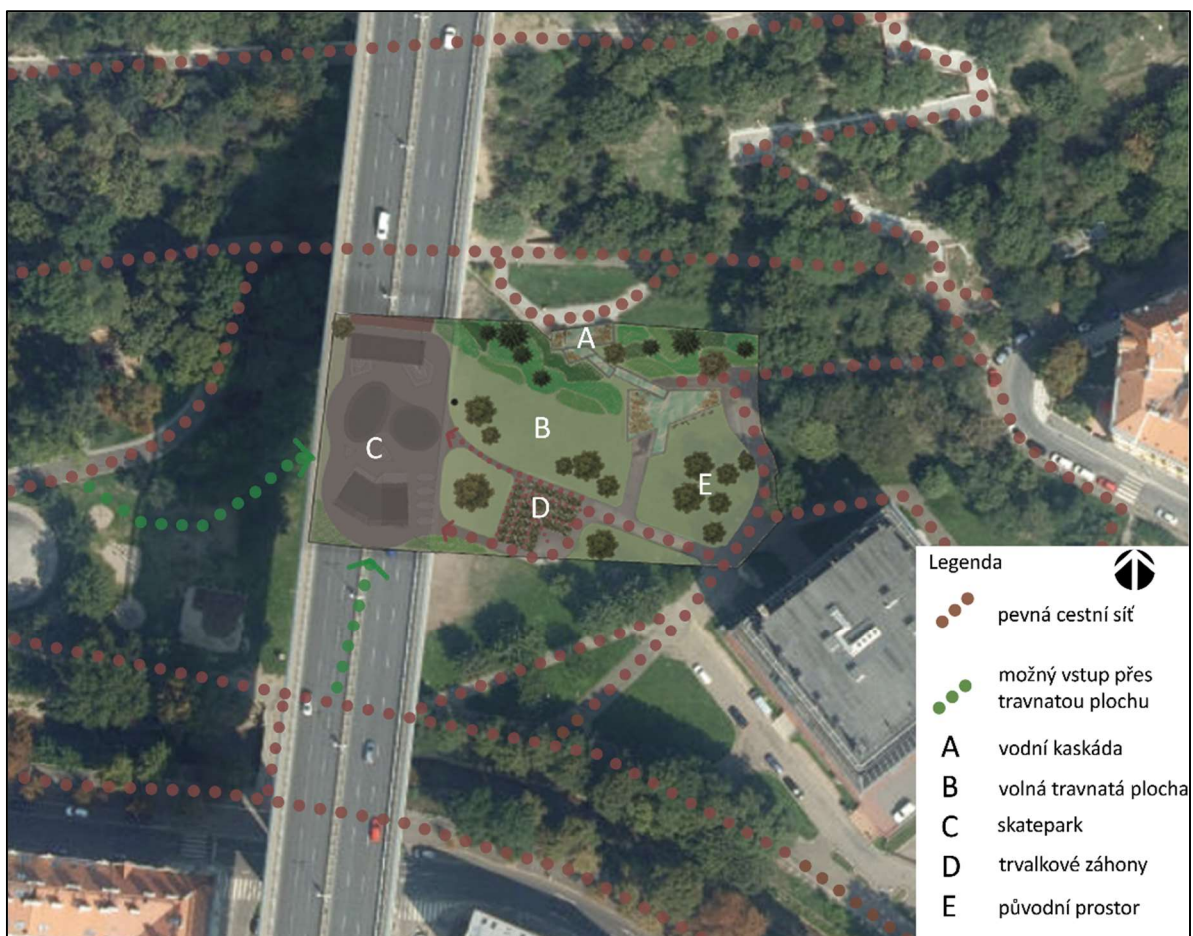 A
B
C
E
D
Legenda
pevná cestní síť
možný vstup přes
travnatou plochu
A vodní kaskáda
B volná travnatá plocha
C skatepark
D trvalkové záhony
E původní prostor